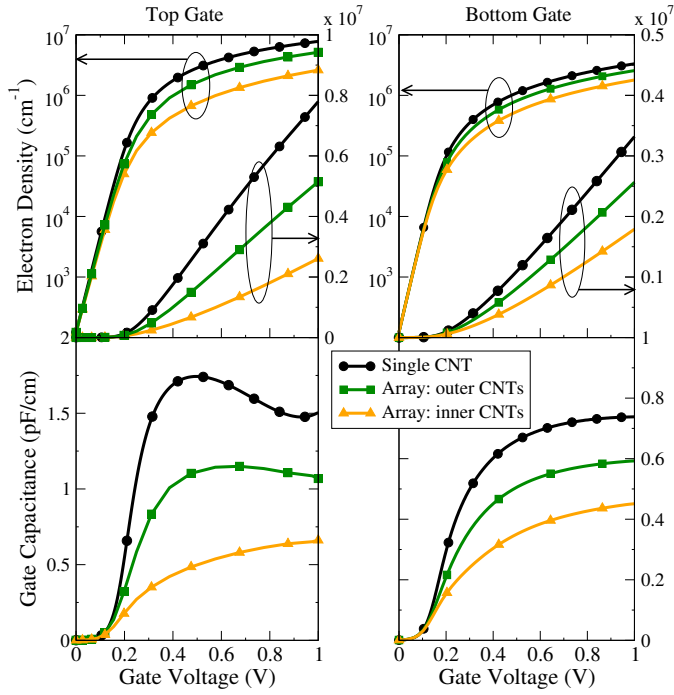 Top Gate
Bottom Gate
x 10^7
x 10^7
Electron Density (cm^-1)
10^7
10^6
10^5
10^4
10^3
2
1
0.8
0.6
0.4
0.2
0
10^7
10^6
10^5
10^4
10^3
1
0.5
0.4
0.3
0.2
0.1
0
Single CNT
Array: outer CNTs
Array: inner CNTs
Gate Capacitance (pF/cm)
1.5
1
0.5
0
0.8
0.6
0.4
0.2
0
0 0.2 0.4 0.6 0.8 1
0 0.2 0.4 0.6 0.8 1
Gate Voltage (V)
Gate Voltage (V)